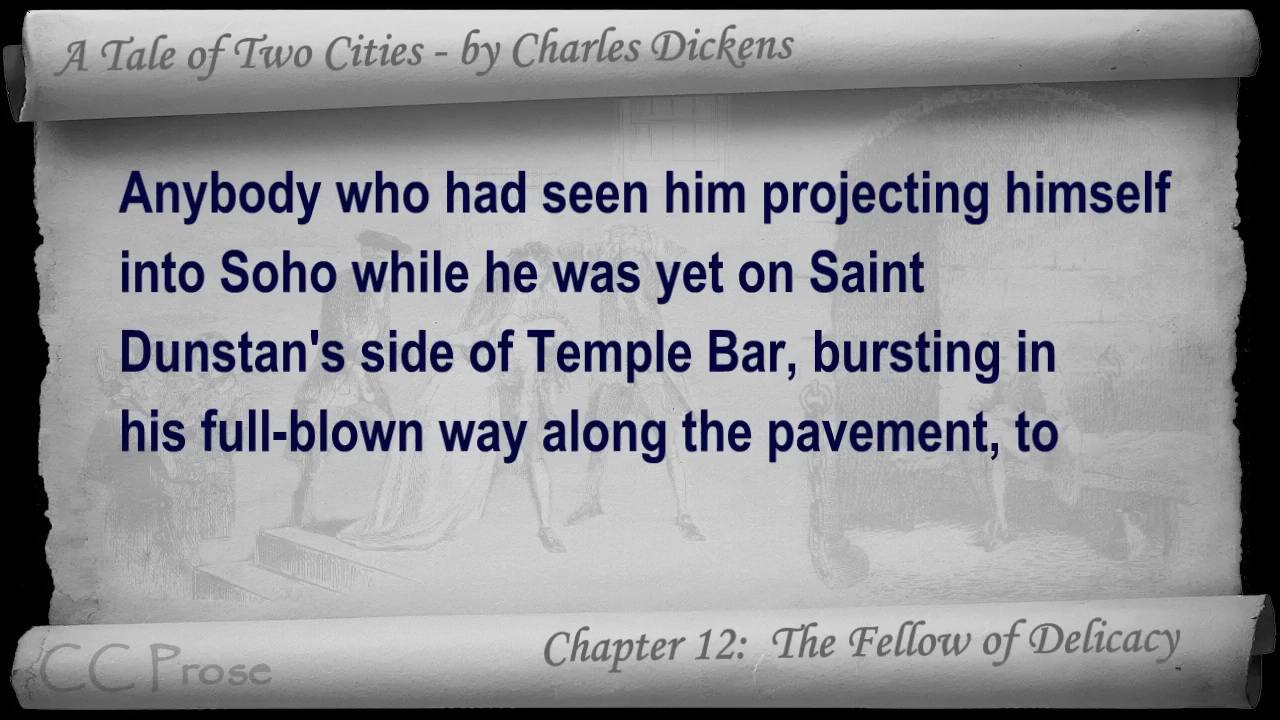 A Tale of Two Cities - by Charles Dickens
Anybody who had seen him projecting himself
into Soho while he was yet on Saint
Dunstan's side of Temple Bar, bursting in
his full-blown way along the pavement, to
Chapter 12: The Fellow of Delicacy
CC Prose